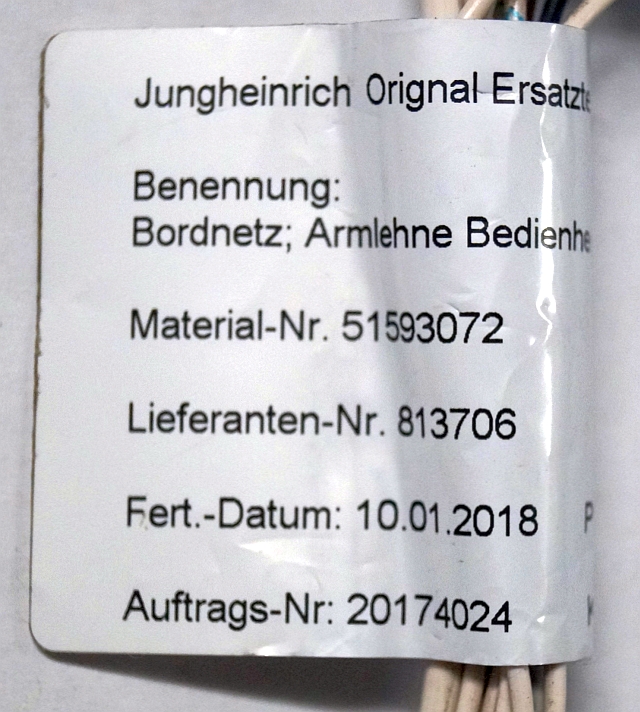 Jungheinrich Orignal Ersatzte
Benennung:
Bordnetz; Armlehne Bedienhe
Material-Nr. 51593072
Lieferanten-Nr. 813706
Fert.-Datum: 10.01.2018 P
Auftrags-Nr: 20174024